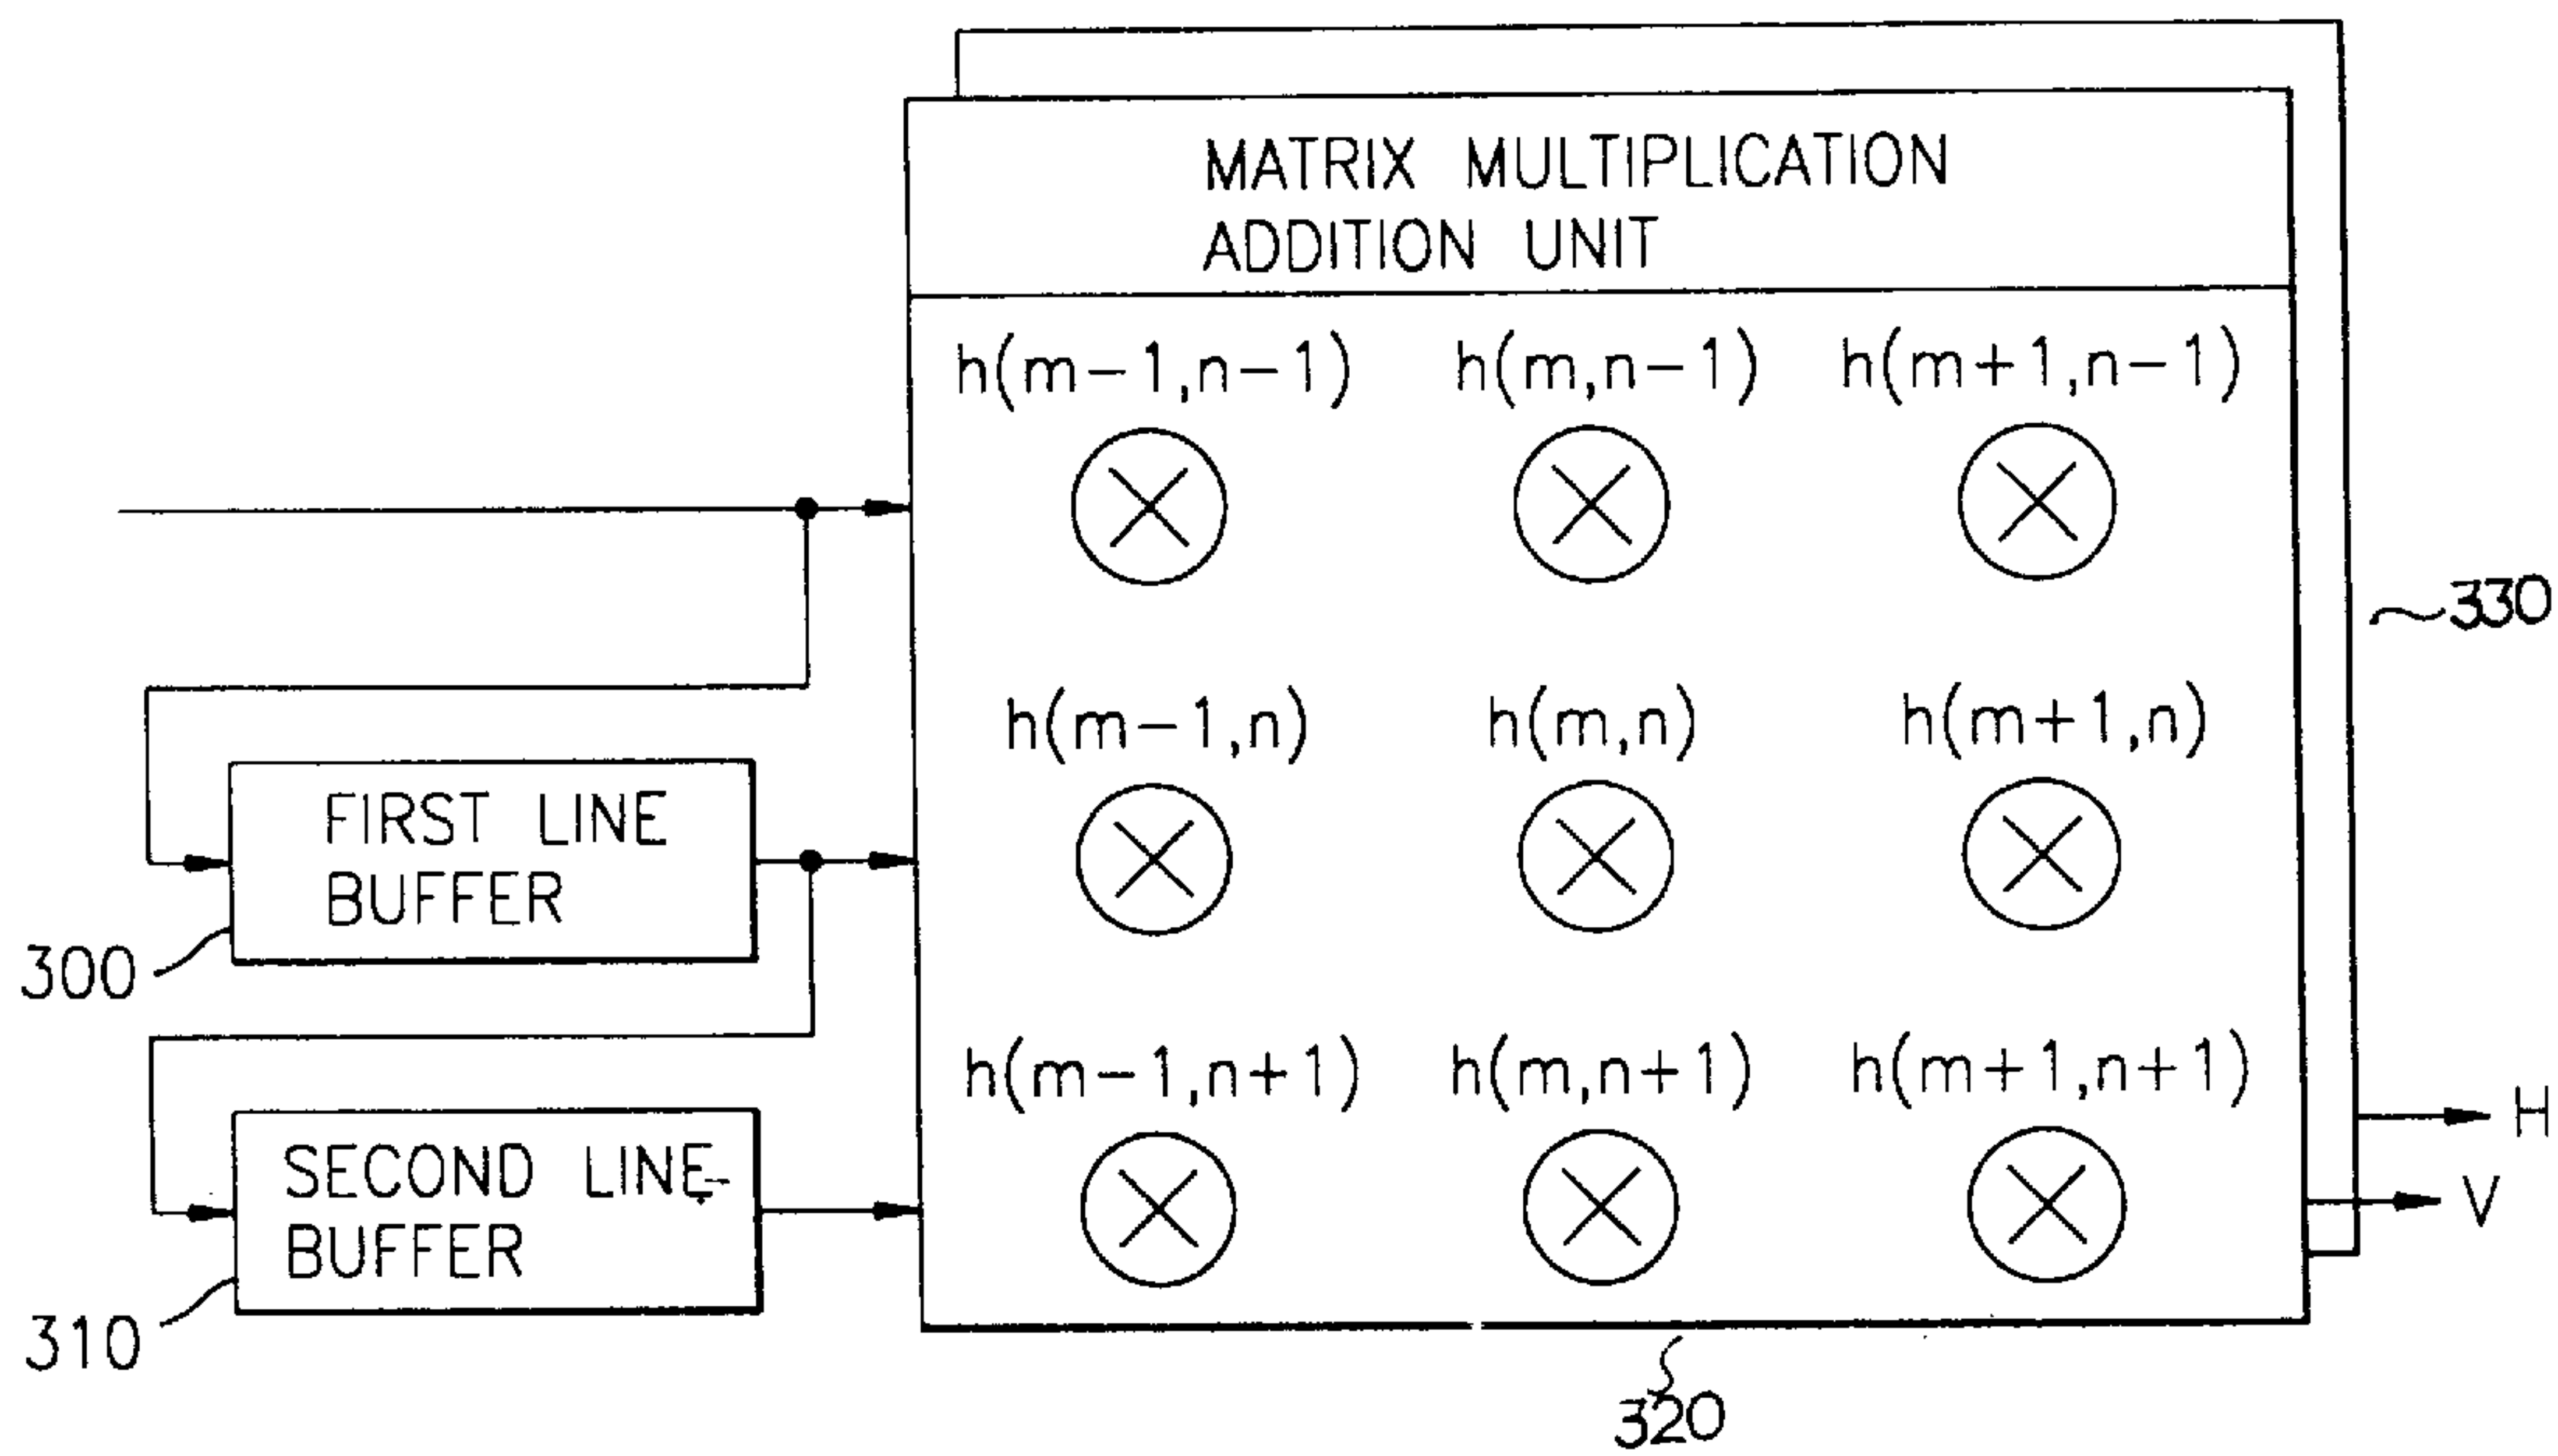 MATRIX MULTIPLICATION
ADDITION UNIT
h(m-1,n-1) h(m,n-1) h(m+1,n-1)
330
h(m-1,n) h(m,n) h(m+1,n)
FIRST LINE
BUFFER
300
h(m-1,n+1) h(m,n+1) h(m+1,n+1)
H
SECOND LINE
BUFFER
V
310
320